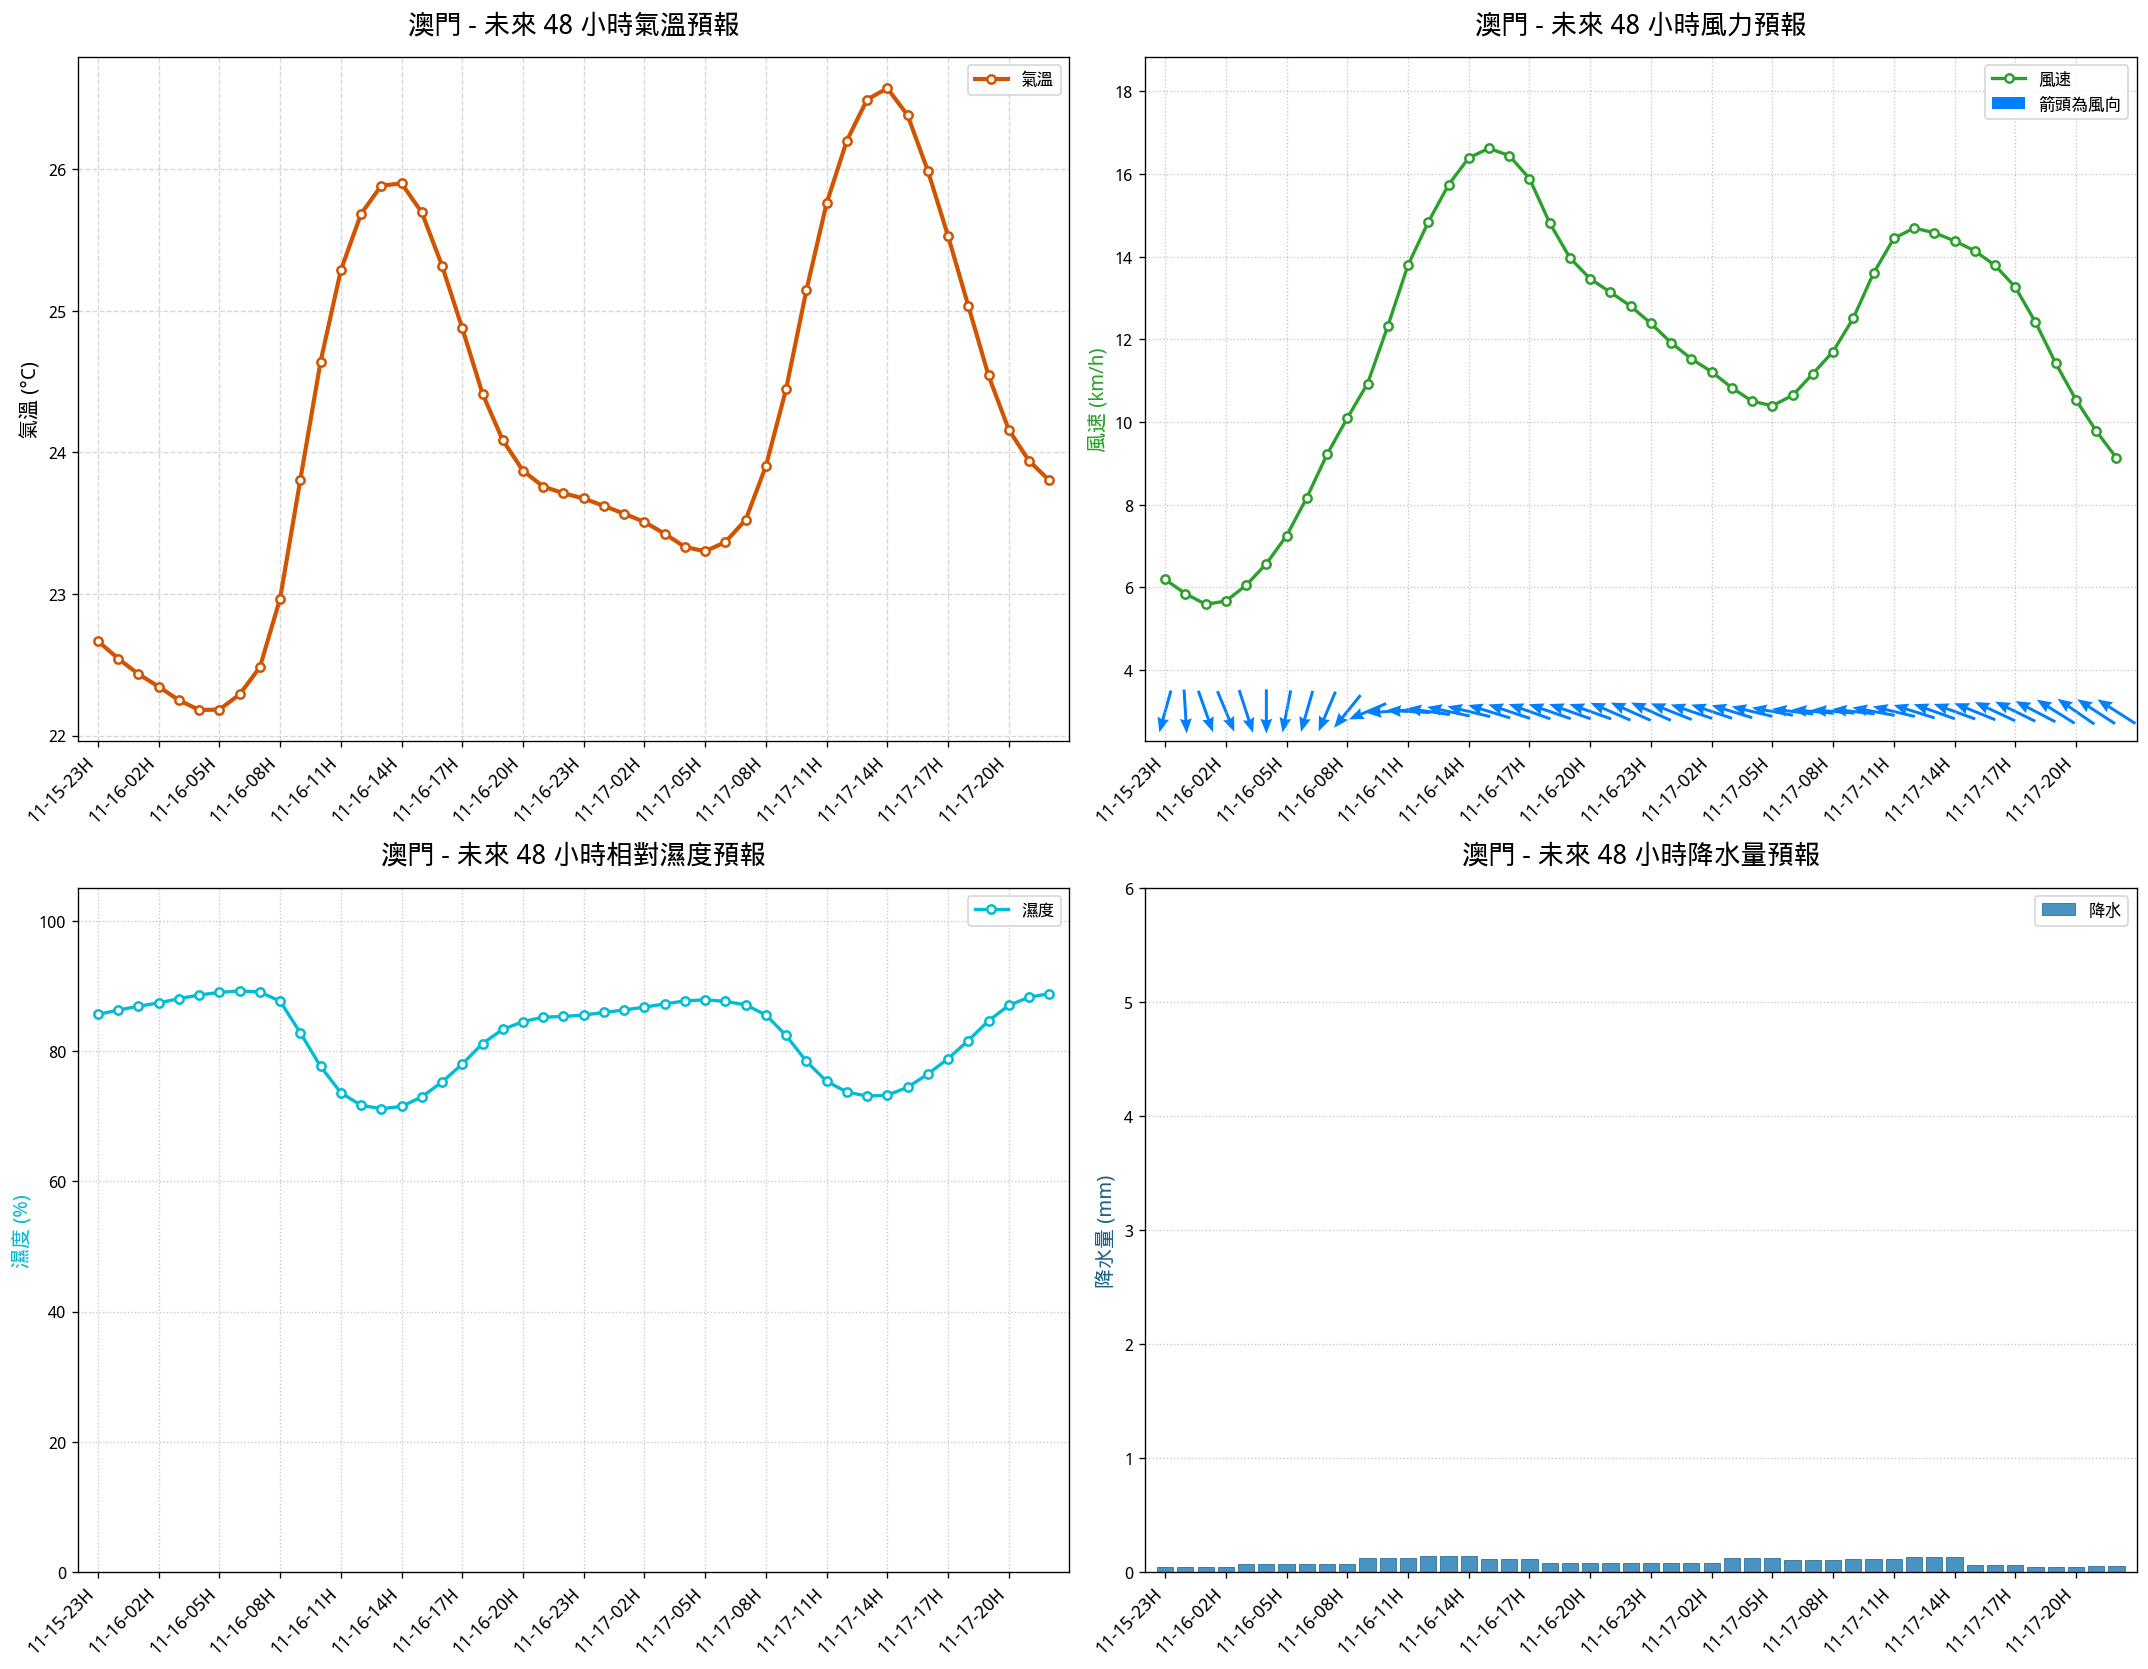 澳門 - 未來 48 小時氣溫預報
氣溫
氣溫 (°C)
26
25
24
23
22
11-15-23H
11-16-02H
11-16-05H
11-16-08H
11-16-11H
11-16-14H
11-16-17H
11-16-20H
11-16-23H
11-17-02H
11-17-05H
11-17-08H
11-17-11H
11-17-14H
11-17-17H
11-17-20H
澳門 - 未來 48 小時風力預報
風速
箭頭為風向
風速 (km/h)
18
16
14
12
10
8
6
4
11-15-23H
11-16-02H
11-16-05H
11-16-08H
11-16-11H
11-16-14H
11-16-17H
11-16-20H
11-16-23H
11-17-02H
11-17-05H
11-17-08H
11-17-11H
11-17-14H
11-17-17H
11-17-20H
澳門 - 未來 48 小時相對濕度預報
濕度
濕度 (%)
100
80
60
40
20
0
11-15-23H
11-16-02H
11-16-05H
11-16-08H
11-16-11H
11-16-14H
11-16-17H
11-16-20H
11-16-23H
11-17-02H
11-17-05H
11-17-08H
11-17-11H
11-17-14H
11-17-17H
11-17-20H
澳門 - 未來 48 小時降水量預報
降水
降水量 (mm)
6
5
4
3
2
1
0
11-15-23H
11-16-02H
11-16-05H
11-16-08H
11-16-11H
11-16-14H
11-16-17H
11-16-20H
11-16-23H
11-17-02H
11-17-05H
11-17-08H
11-17-11H
11-17-14H
11-17-17H
11-17-20H